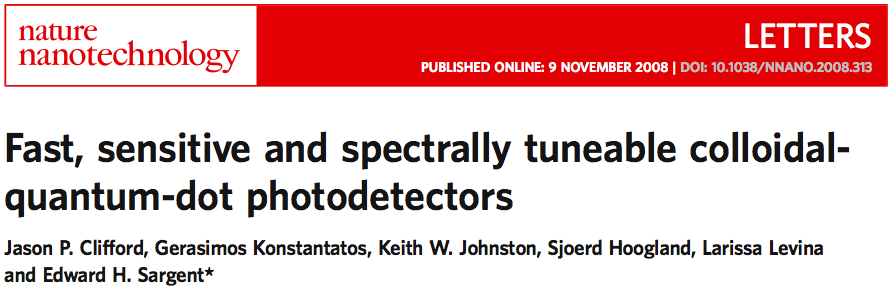 nature
nanotechnology
LETTERS
PUBLISHED ONLINE: 9 NOVEMBER 2008 | DOI: 10.1038/NNANO.2008.313
Fast, sensitive and spectrally tuneable colloidal-
quantum-dot photodetectors
Jason P. Clifford, Gerasimos Konstantatos, Keith W. Johnston, Sjoerd Hoogland, Larissa Levina
and Edward H. Sargent*